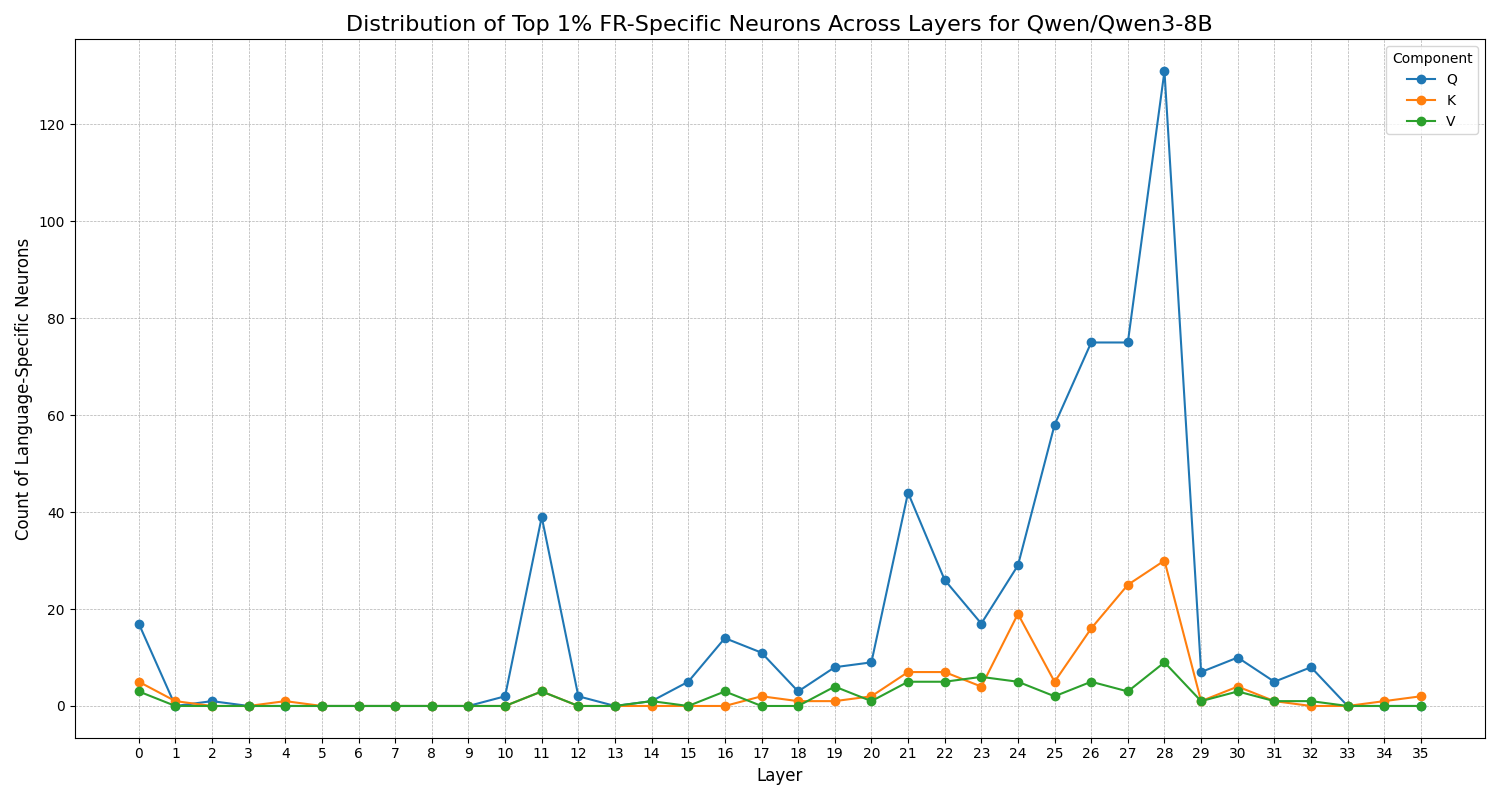 Distribution of Top 1% FR-Specific Neurons Across Layers for Qwen/Qwen3-8B
Component
Q
K
V
Count of Language-Specific Neurons
120
100
80
60
40
20
0
0 1 2 3 4 5 6 7 8 9 10 11 12 13 14 15 16 17 18 19 20 21 22 23 24 25 26 27 28 29 30 31 32 33 34 35
Layer